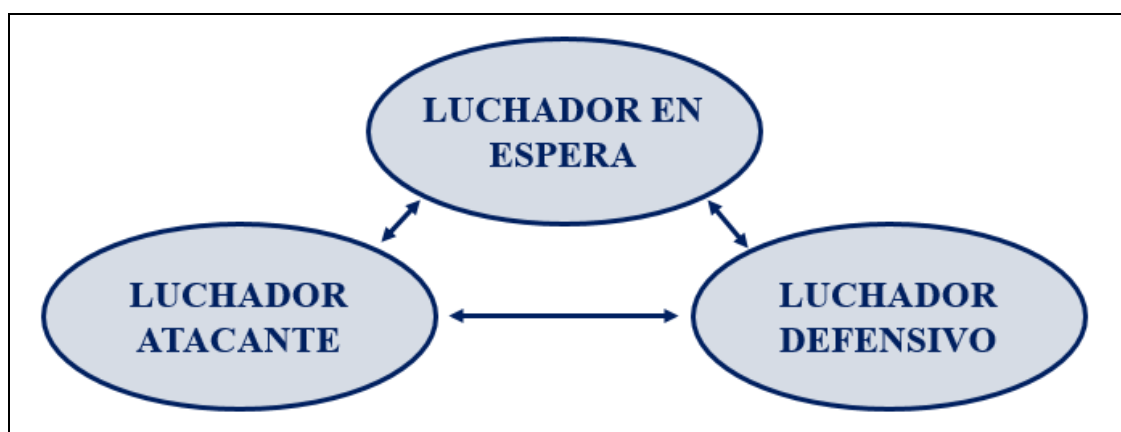 LUCHADOR EN
ESPERA
LUCHADOR
ATACANTE
LUCHADOR
DEFENSIVO